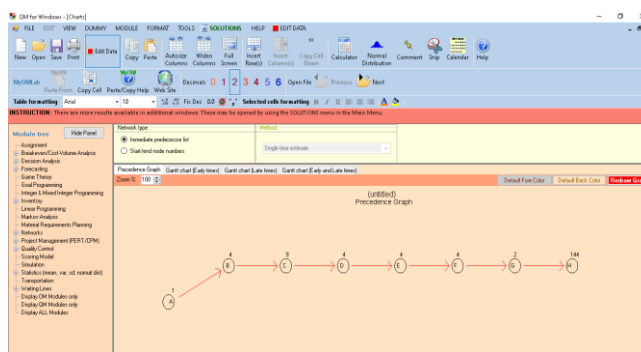 QM for Windows - [Charts]
FILE EDIT VIEW DUMMY MODULE FORMAT TOOLS SOLUTIONS HELP EDIT DATA
New Open Save Print Edit Data Copy Paste Autosize Columns Widen Columns Full Screen Insert Row(s) Insert Column(s) Copy Cell Down Calculator Normal Distribution Comment Snip Calendar Help
MyOMLab Paste From Copy Cell Paste/Copy Help Web Site Decimals 0 1 2 3 4 5 6 Open File Previous Next
Table formatting Arial 10 Fix Dec 0.0 Selected cells formatting B I U
INSTRUCTION: There are more results available in additional windows. These may be opened by using the SOLUTIONS menu in the Main Menu.
Module tree Hide Panel
Assignment
Breakeven/Cost-Volume Analysis
Decision Analysis
Forecasting
Game Theory
Goal Programming
Integer & Mixed Integer Programming
Inventory
Linear Programming
Markov Analysis
Material Requirements Planning
Networks
Project Management (PERT/CPM)
Quality Control
Scoring Model
Simulation
Statistics (mean, var, sd, normal dist)
Transportation
Waiting Lines
Display OM Modules only
Display QM Modules only
Display ALL Modules
Network type
Immediate predecessor list
Start/end node numbers
Method
Single time estimate
Precedence Graph Gantt chart (Early times) Gantt chart (Late times) Gantt chart (Early and Late times)
Zoom %: 100 Default Fore Color Default Back Color Redraw
(untitled)
Precedence Graph
4 9 4 4 4 2 144
B C D E F G H
1
A